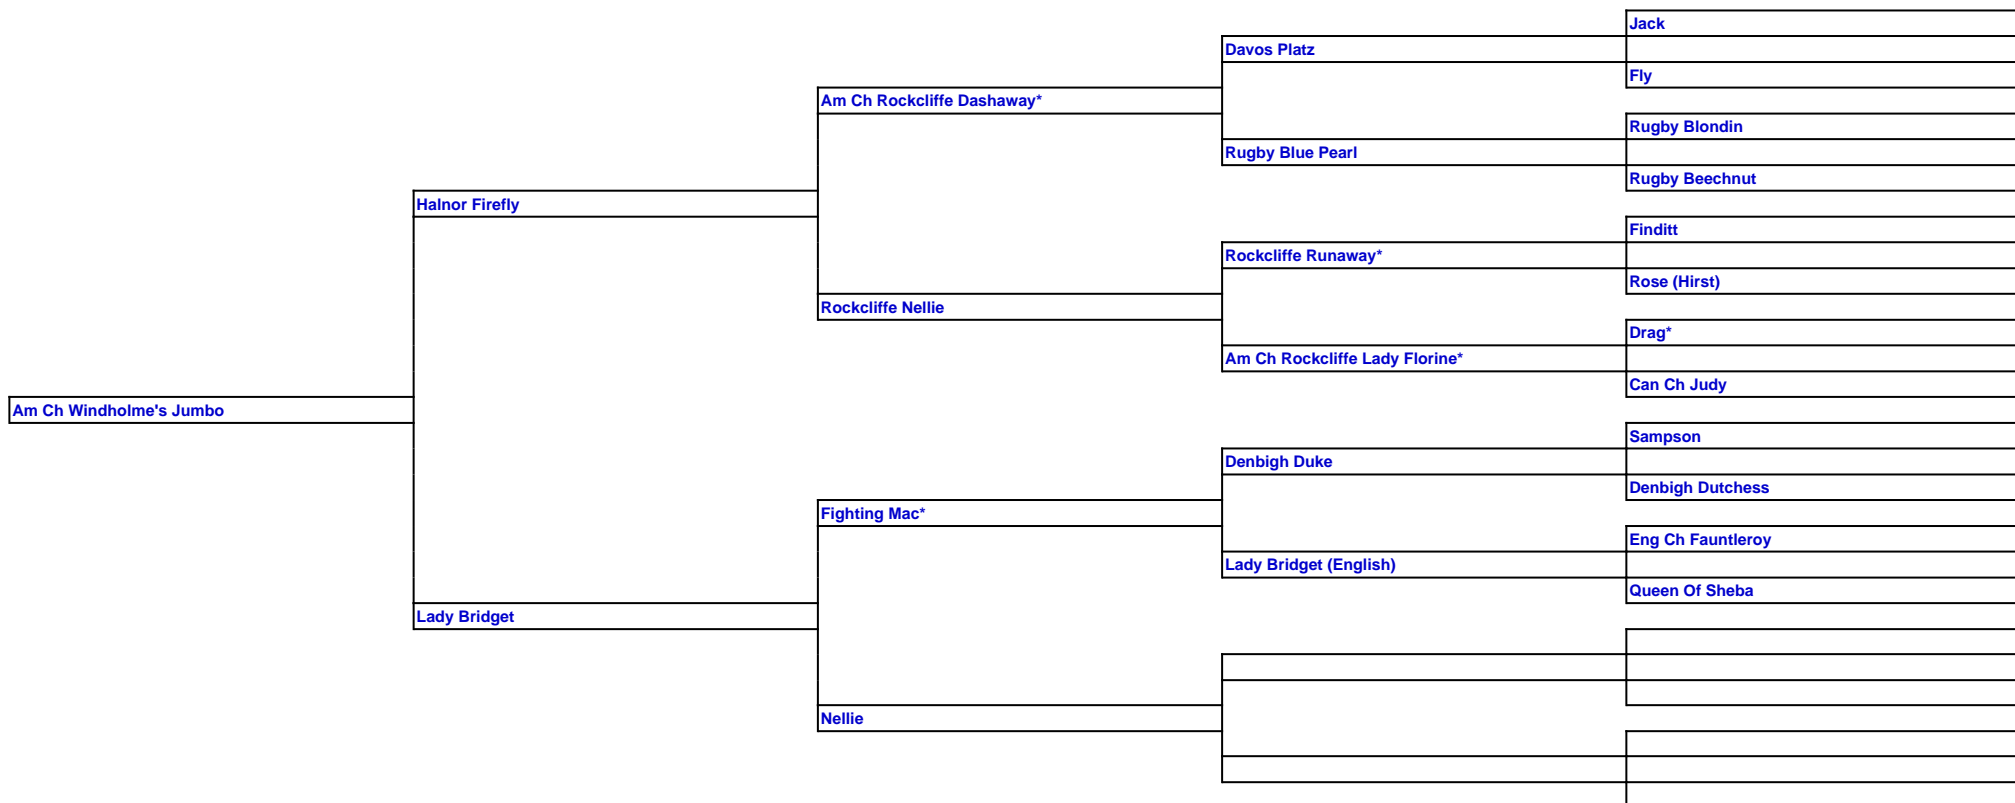 Jack
Davos Platz
Fly
Am Ch Rockcliffe Dashaway*
Rugby Blondin
Rugby Blue Pearl
Rugby Beechnut
Halnor Firefly
Finditt
Rockcliffe Runaway*
Rose (Hirst)
Rockcliffe Nellie
Drag*
Am Ch Rockcliffe Lady Florine*
Can Ch Judy
Am Ch Windholme's Jumbo
Sampson
Denbigh Duke
Denbigh Dutchess
Fighting Mac*
Eng Ch Fauntleroy
Lady Bridget (English)
Queen Of Sheba
Lady Bridget
Nellie